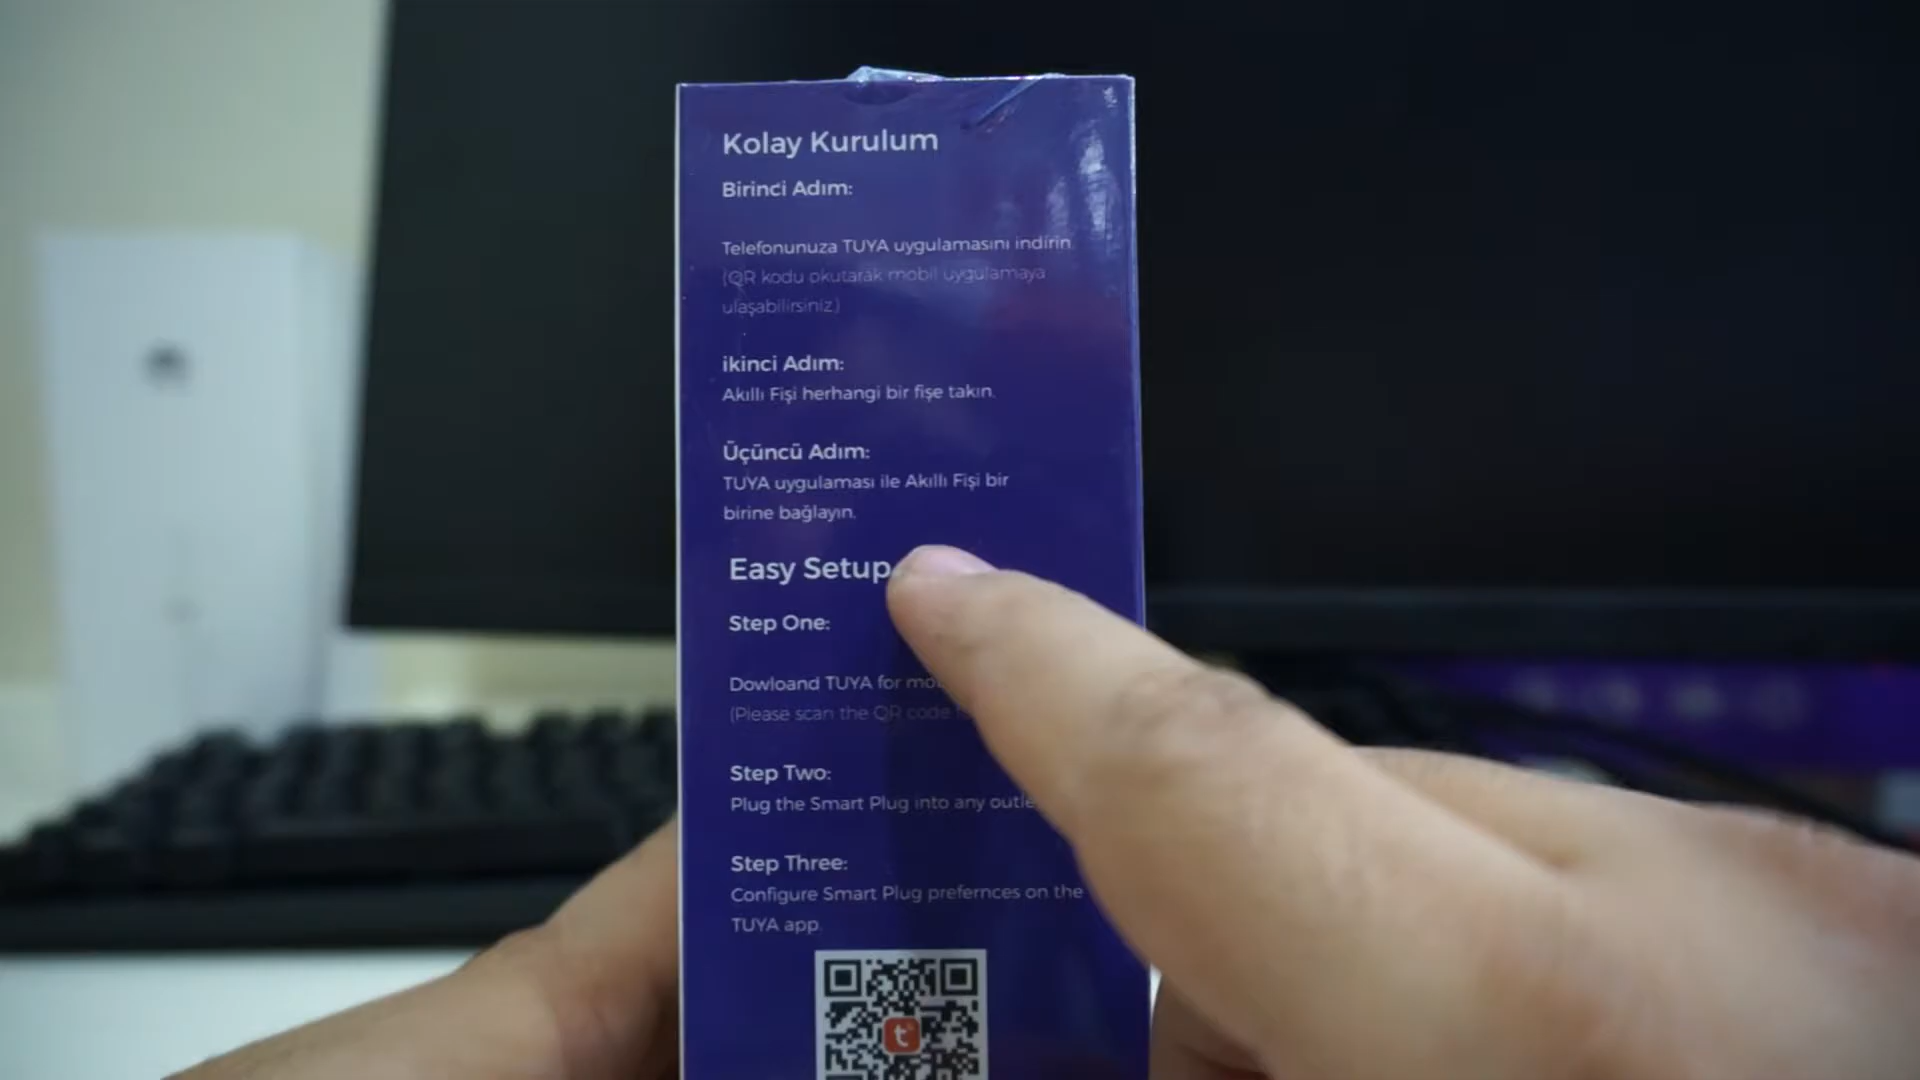 Kolay Kurulum
Birinci Adım:
Telefonunuza TUYA uygulamasını indirin
(QR kodu okutarak mobil uygulamaya
ulaşabilirsiniz)
ikinci Adım:
Akıllı Fişi herhangi bir fişe takın.
Üçüncü Adım:
TUYA uygulaması ile Akıllı Fişi bir
birine bağlayın.
Easy Setup
Step One:
Dowloand TUYA for
(Please scan the QR code
Step Two:
Plug the Smart Plug into any
Step Three:
Configure Smart Plug prefernces on the
TUYA app.
t